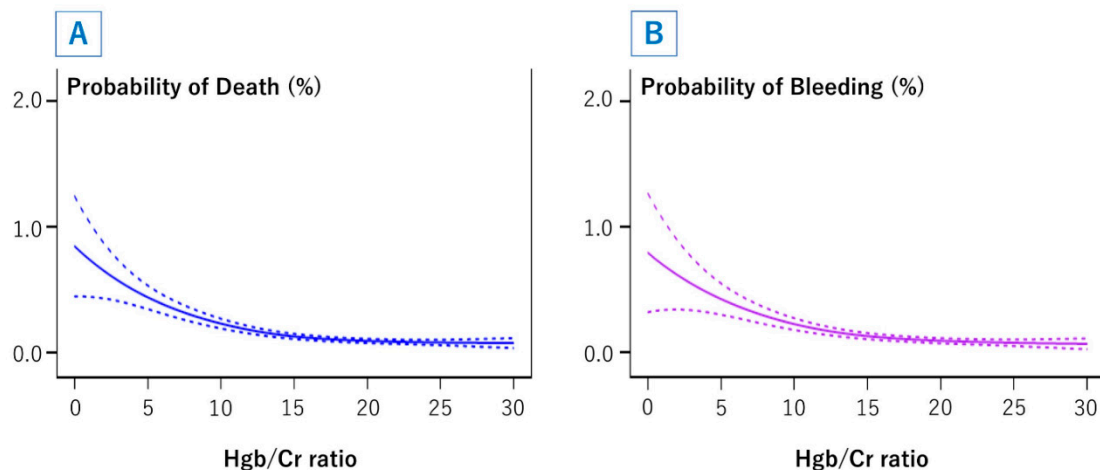 A
Probability of Death (%)
2.0
1.0
0.0
0 5 10 15 20 25 30
Hgb/Cr ratio
B
Probability of Bleeding (%)
2.0
1.0
0.0
0 5 10 15 20 25 30
Hgb/Cr ratio